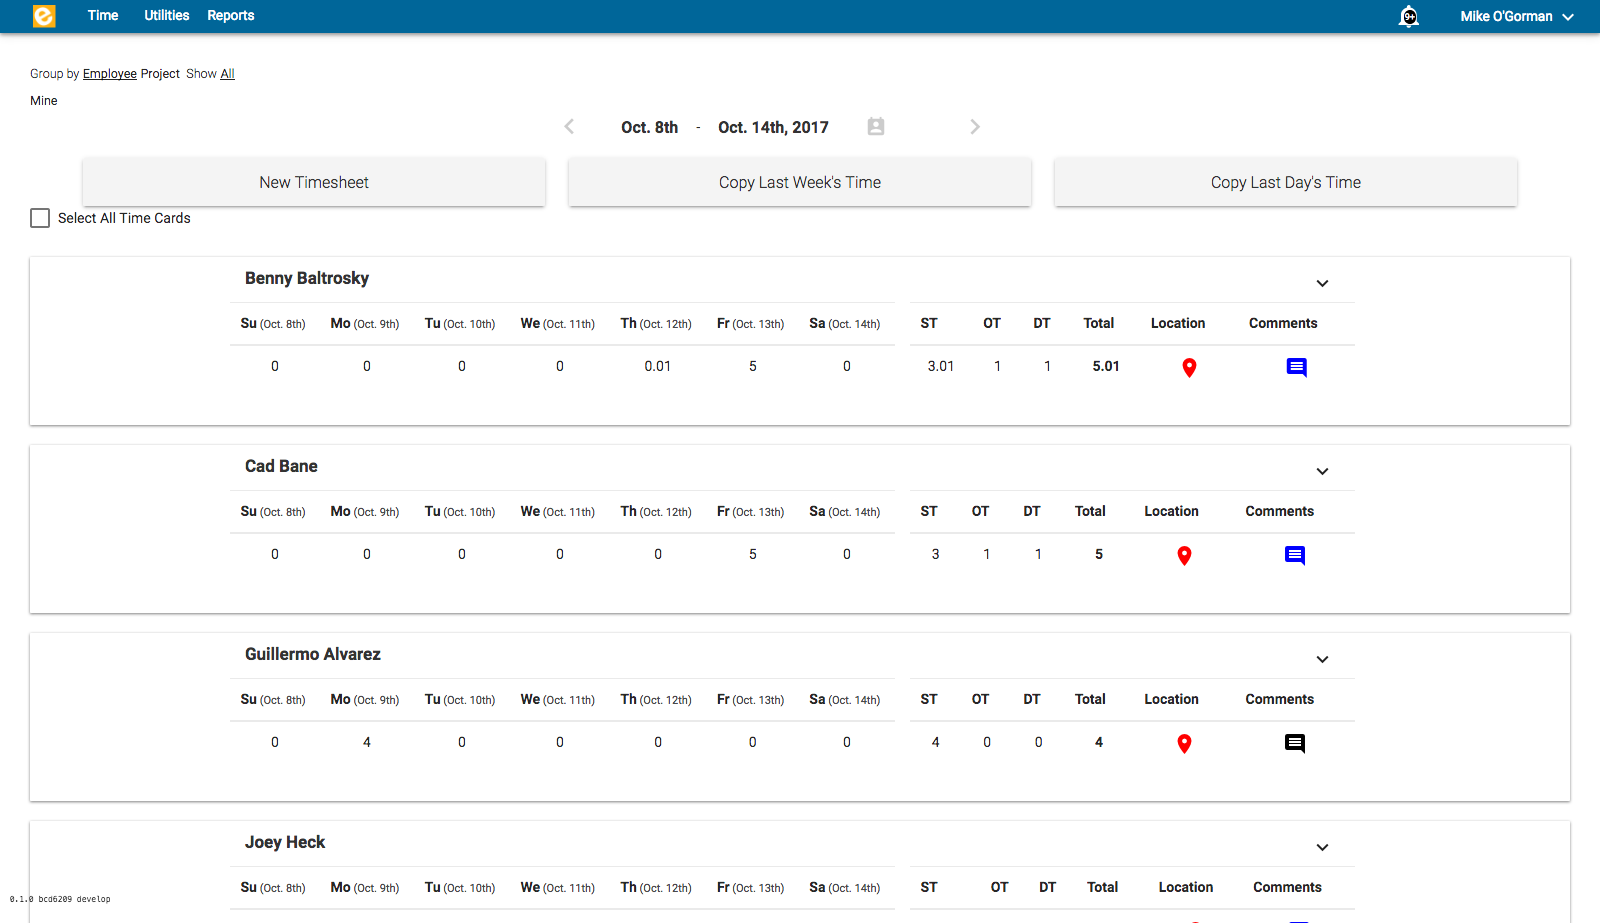 Time Utilities Reports 9+ Mike O'Gorman
Group by Employee Project Show All
Mine
Oct. 8th - Oct. 14th, 2017
New Timesheet Copy Last Week's Time Copy Last Day's Time
Select All Time Cards
Benny Baltrosky
Su (Oct. 8th) Mo (Oct. 9th) Tu (Oct. 10th) We (Oct. 11th) Th (Oct. 12th) Fr (Oct. 13th) Sa (Oct. 14th) ST OT DT Total Location Comments
0 0 0 0 0.01 5 0 3.01 1 1 5.01
Cad Bane
Su (Oct. 8th) Mo (Oct. 9th) Tu (Oct. 10th) We (Oct. 11th) Th (Oct. 12th) Fr (Oct. 13th) Sa (Oct. 14th) ST OT DT Total Location Comments
0 0 0 0 0 5 0 3 1 1 5
Guillermo Alvarez
Su (Oct. 8th) Mo (Oct. 9th) Tu (Oct. 10th) We (Oct. 11th) Th (Oct. 12th) Fr (Oct. 13th) Sa (Oct. 14th) ST OT DT Total Location Comments
0 4 0 0 0 0 0 4 0 0 4
Joey Heck
Su (Oct. 8th) Mo (Oct. 9th) Tu (Oct. 10th) We (Oct. 11th) Th (Oct. 12th) Fr (Oct. 13th) Sa (Oct. 14th) ST OT DT Total Location Comments
0.1.0 bcd6209 develop